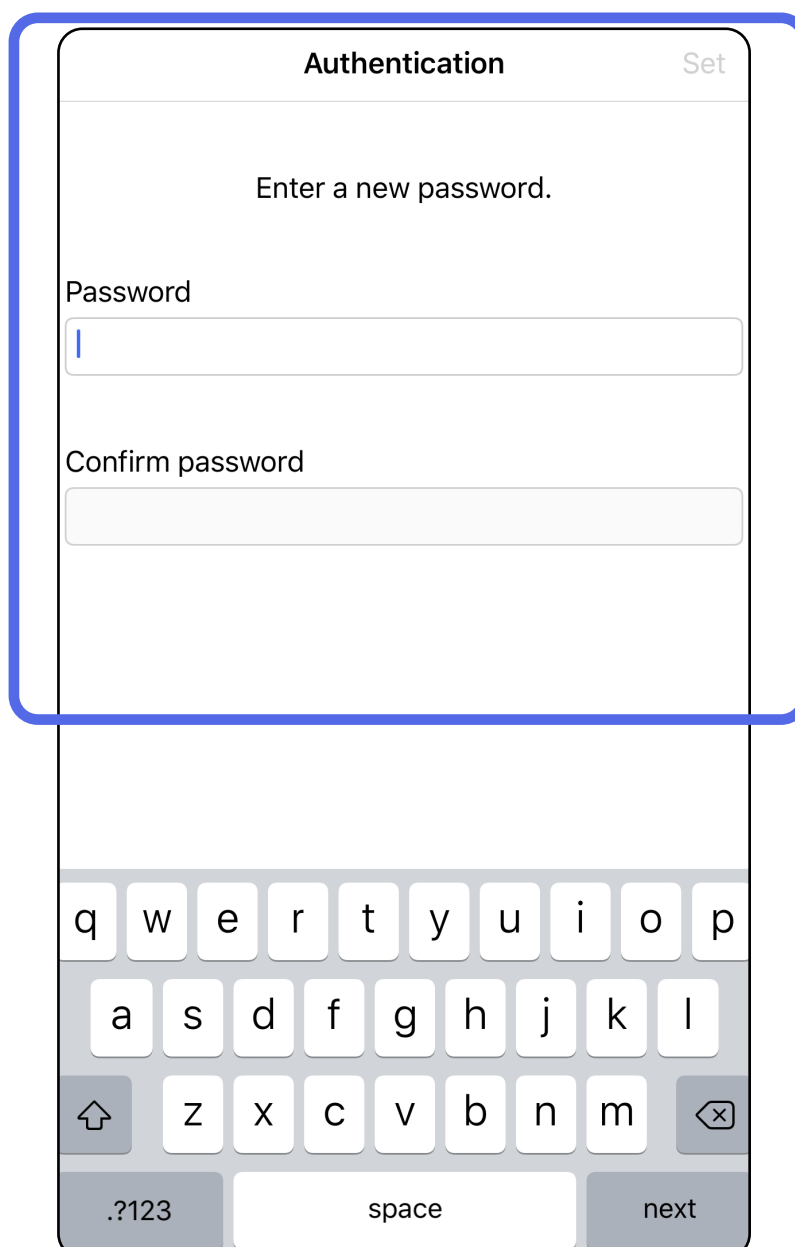 Authentication Set
Enter a new password.
Password
Confirm password
q w e r t y u i o p
a s d f g h j k l
z x c v b n m
.?123 space next